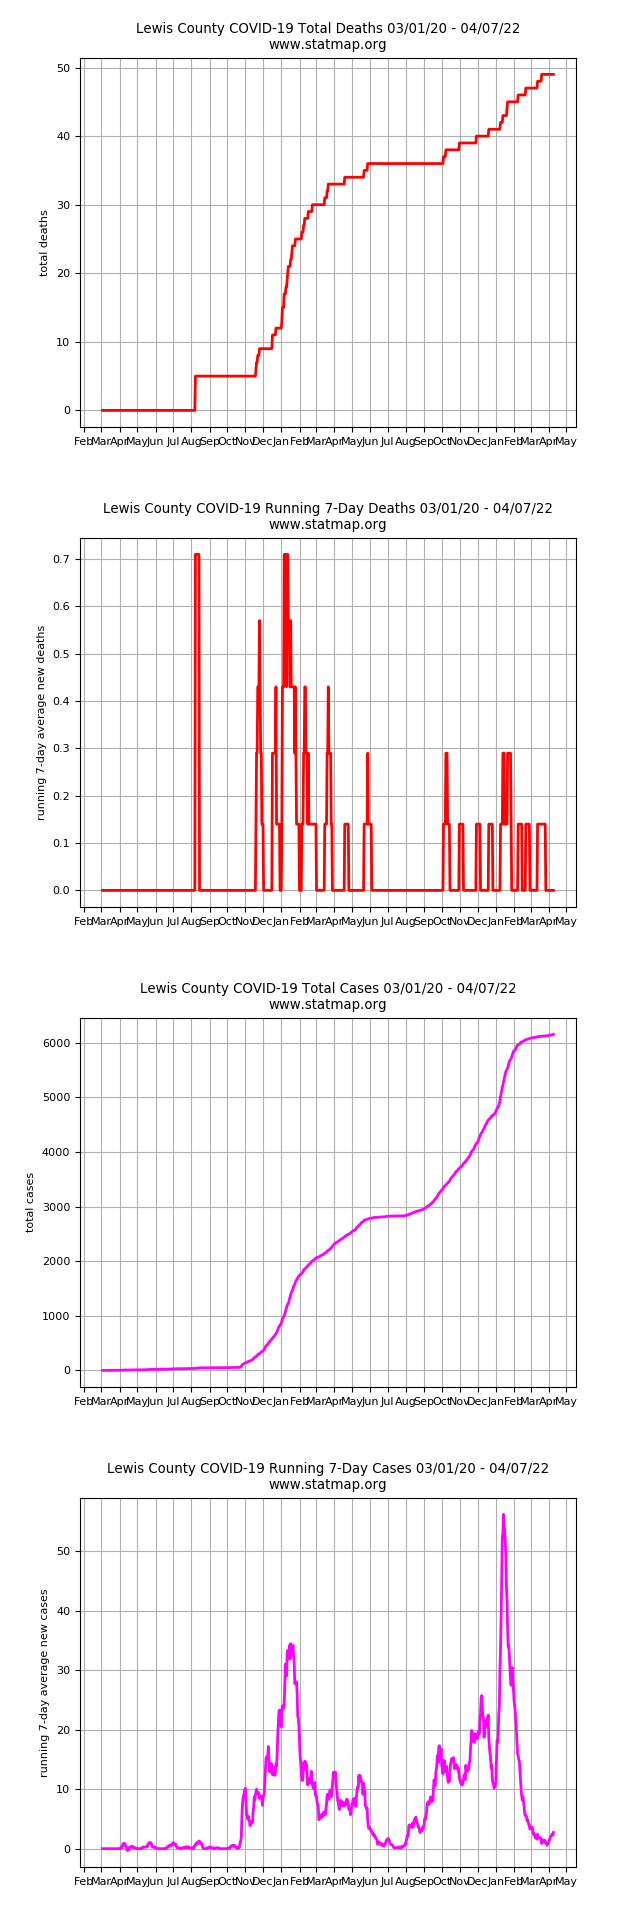 Lewis County COVID-19 Total Deaths 03/01/20 - 04/07/22
www.statmap.org
50
40
30
20
10
0
total deaths
Feb Mar Apr May Jun Jul Aug Sep Oct Nov Dec Jan Feb Mar Apr May Jun Jul Aug Sep Oct Nov Dec Jan Feb Mar Apr May
Lewis County COVID-19 Running 7-Day Deaths 03/01/20 - 04/07/22
www.statmap.org
0.7
0.6
0.5
0.4
0.3
0.2
0.1
0.0
running 7-day average new deaths
Feb Mar Apr May Jun Jul Aug Sep Oct Nov Dec Jan Feb Mar Apr May Jun Jul Aug Sep Oct Nov Dec Jan Feb Mar Apr May
Lewis County COVID-19 Total Cases 03/01/20 - 04/07/22
www.statmap.org
6000
5000
4000
3000
2000
1000
0
total cases
Feb Mar Apr May Jun Jul Aug Sep Oct Nov Dec Jan Feb Mar Apr May Jun Jul Aug Sep Oct Nov Dec Jan Feb Mar Apr May
Lewis County COVID-19 Running 7-Day Cases 03/01/20 - 04/07/22
www.statmap.org
50
40
30
20
10
0
running 7-day average new cases
Feb Mar Apr May Jun Jul Aug Sep Oct Nov Dec Jan Feb Mar Apr May Jun Jul Aug Sep Oct Nov Dec Jan Feb Mar Apr May